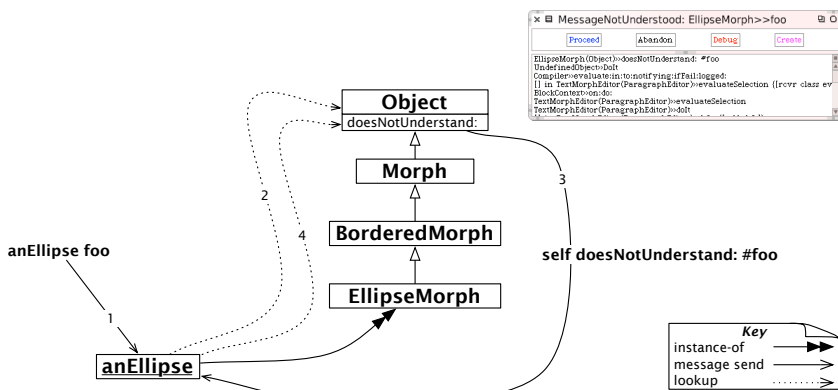 MessageNotUnderstood: EllipseMorph>>foo
Proceed Abandon Debug Create
EllipseMorph(Object)>>doesNotUnderstand: #foo
UndefinedObject>>DoIt
Compiler>>evaluate:in:to:notifying:ifFail:logged:
[] in TextMorphEditor(ParagraphEditor)>>evaluateSelection {[rcvr class ev
BlockContext>>on:do:
TextMorphEditor(ParagraphEditor)>>evaluateSelection
TextMorphEditor(ParagraphEditor)>>doIt
Object
doesNotUnderstand:
Morph
2
3
4
BorderedMorph
anEllipse foo
self doesNotUnderstand: #foo
EllipseMorph
1
anEllipse
Key
instance-of
message send
lookup